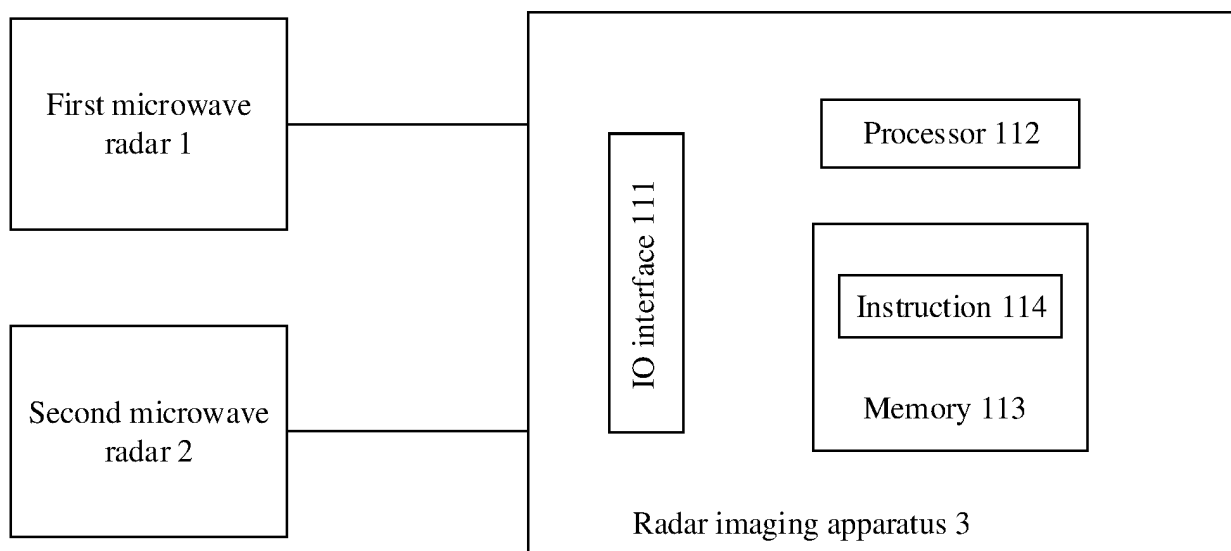 First microwave
radar 1
Second microwave
radar 2
IO interface 111
Processor 112
Instruction 114
Memory 113
Radar imaging apparatus 3